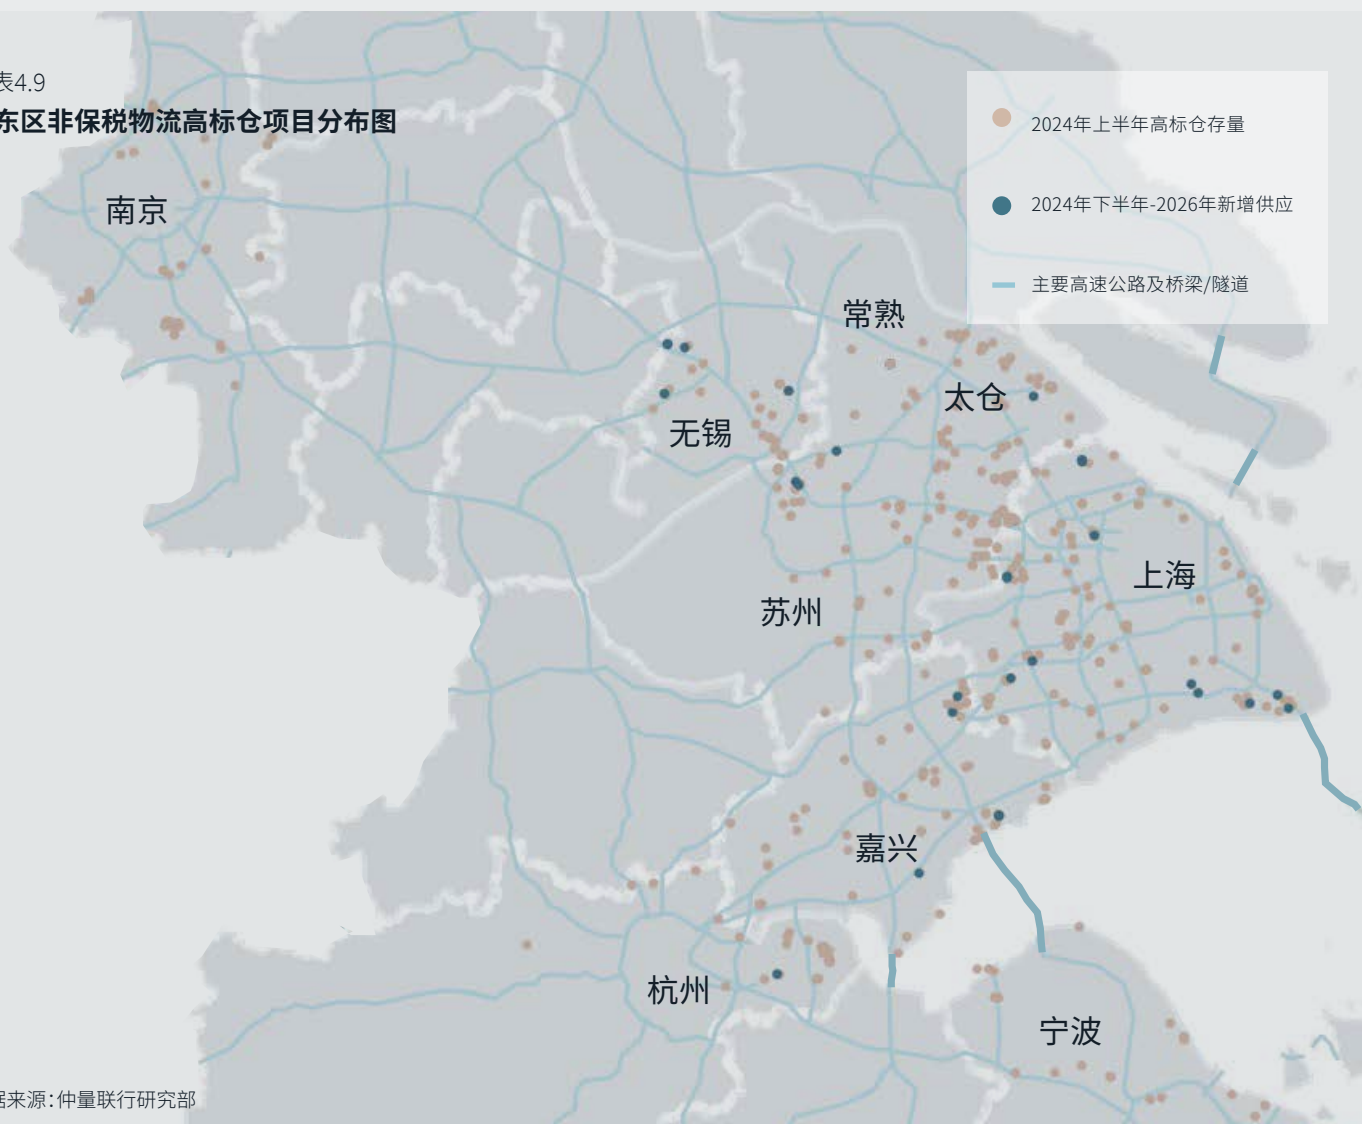 表4.9
东区非保税物流高标仓项目分布图
2024年上半年高标仓存量
2024年下半年-2026年新增供应
主要高速公路及桥梁/隧道
南京
常熟
太仓
无锡
上海
苏州
嘉兴
杭州
宁波
据来源：仲量联行研究部